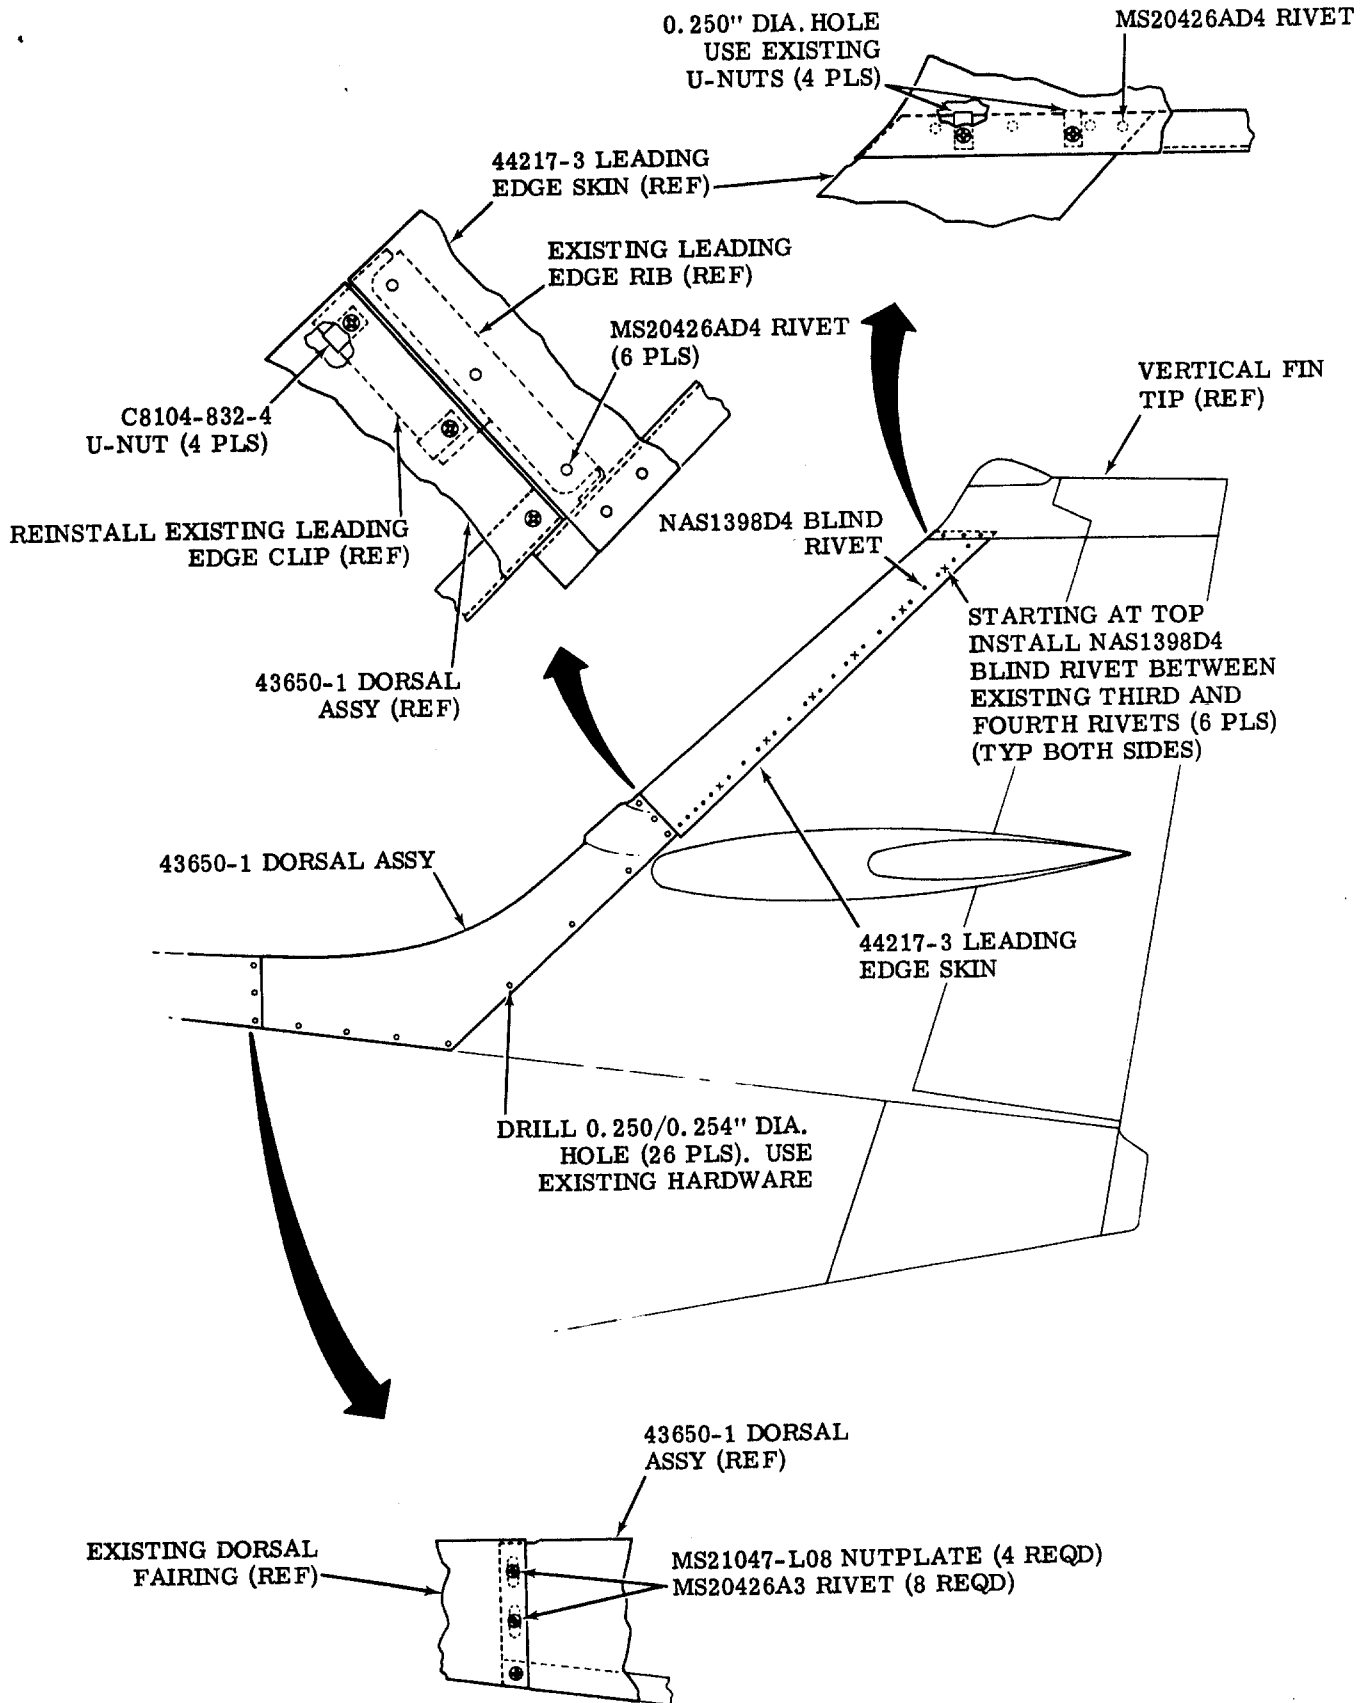 0.250" DIA. HOLE
USE EXISTING
U-NUTS (4 PLS)
MS20426AD4 RIVET
44217-3 LEADING
EDGE SKIN (REF)
EXISTING LEADING
EDGE RIB (REF)
MS20426AD4 RIVET
(6 PLS)
C8104-832-4
U-NUT (4 PLS)
VERTICAL FIN
TIP (REF)
REINSTALL EXISTING LEADING
EDGE CLIP (REF)
NAS1398D4 BLIND
RIVET
STARTING AT TOP
INSTALL NAS1398D4
BLIND RIVET BETWEEN
EXISTING THIRD AND
FOURTH RIVETS (6 PLS)
(TYP BOTH SIDES)
43650-1 DORSAL
ASSY (REF)
43650-1 DORSAL ASSY
44217-3 LEADING
EDGE SKIN
DRILL 0.250/0.254" DIA.
HOLE (26 PLS). USE
EXISTING HARDWARE
43650-1 DORSAL
ASSY (REF)
EXISTING DORSAL
FAIRING (REF)
MS21047-L08 NUTPLATE (4 REQD)
MS20426A3 RIVET (8 REQD)